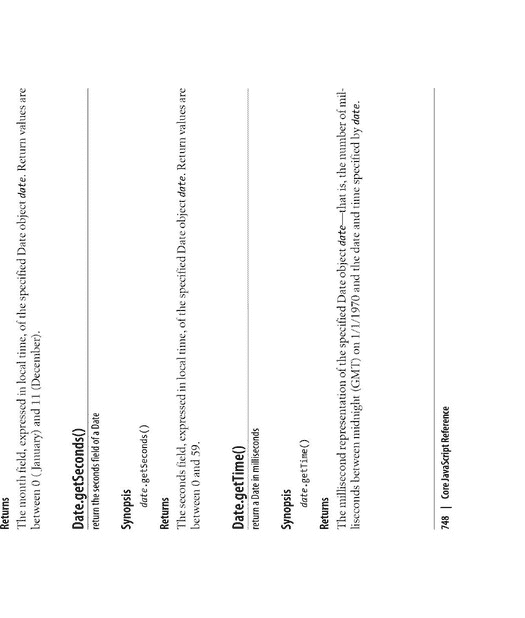 Returns
The month field, expressed in local time, of the specified Date object date. Return values are
between 0 (January) and 11 (December).
Date.getSeconds()
return the seconds field of a Date
Synopsis
date.getSeconds()
Returns
The seconds field, expressed in local time, of the specified Date object date. Return values are
between 0 and 59.
Date.getTime()
return a Date in milliseconds
Synopsis
date.getTime()
Returns
The millisecond representation of the specified Date object date—that is, the number of mil-
liseconds between midnight (GMT) on 1/1/1970 and the date and time specified by date.
748 | Core JavaScript Reference